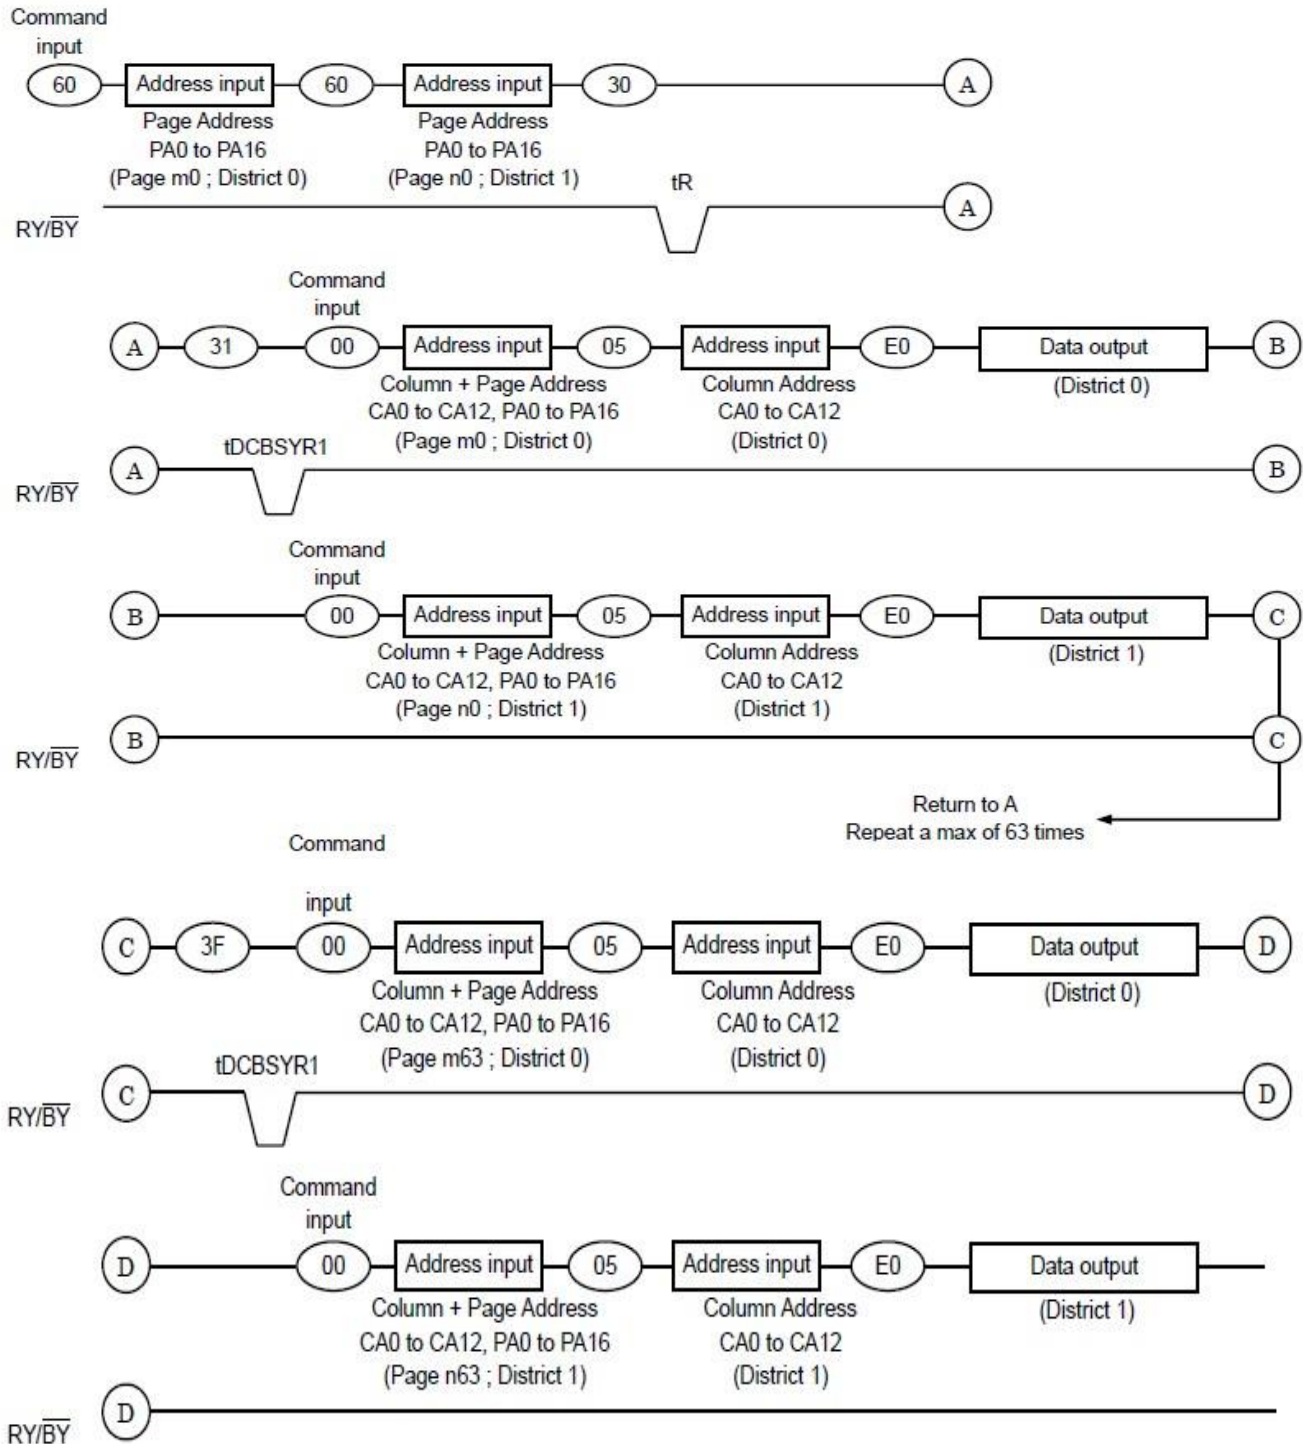 Command
input
60 Address input 60 Address input 30 A
Page Address Page Address
PA0 to PA16 PA0 to PA16
(Page m0 ; District 0) (Page n0 ; District 1)
tR
RY/B̅Y̅ A
Command
input
A 31 00 Address input 05 Address input E0 Data output B
Column + Page Address Column Address (District 0)
CA0 to CA12, PA0 to PA16 CA0 to CA12
(Page m0 ; District 0) (District 0)
tDCBSYR1
RY/B̅Y̅ A B
Command
input
B 00 Address input 05 Address input E0 Data output C
Column + Page Address Column Address (District 1)
CA0 to CA12, PA0 to PA16 CA0 to CA12
(Page n0 ; District 1) (District 1)
RY/B̅Y̅ B C
Return to A
Repeat a max of 63 times
Command
input
C 3F 00 Address input 05 Address input E0 Data output D
Column + Page Address Column Address (District 0)
CA0 to CA12, PA0 to PA16 CA0 to CA12
(Page m63 ; District 0) (District 0)
tDCBSYR1
RY/B̅Y̅ C D
Command
input
D 00 Address input 05 Address input E0 Data output
Column + Page Address Column Address (District 1)
CA0 to CA12, PA0 to PA16 CA0 to CA12
(Page n63 ; District 1) (District 1)
RY/B̅Y̅ D